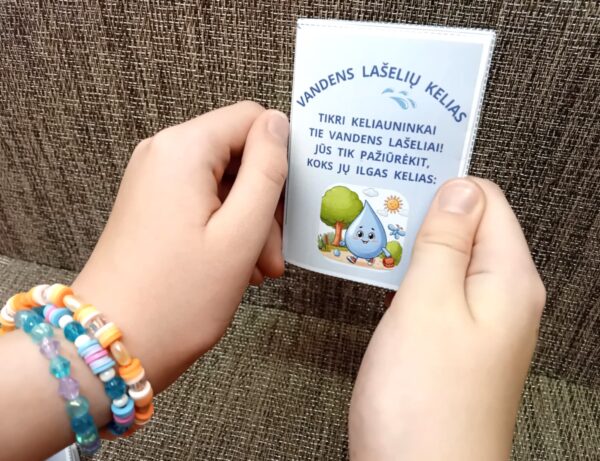 VANDENS LAŠELIŲ KELIAS
TIKRI KELIAUNINKAI
TIE VANDENS LAŠELIAI!
JŪS TIK PAŽIŪRĖKIT,
KOKS JŲ ILGAS KELIAS: